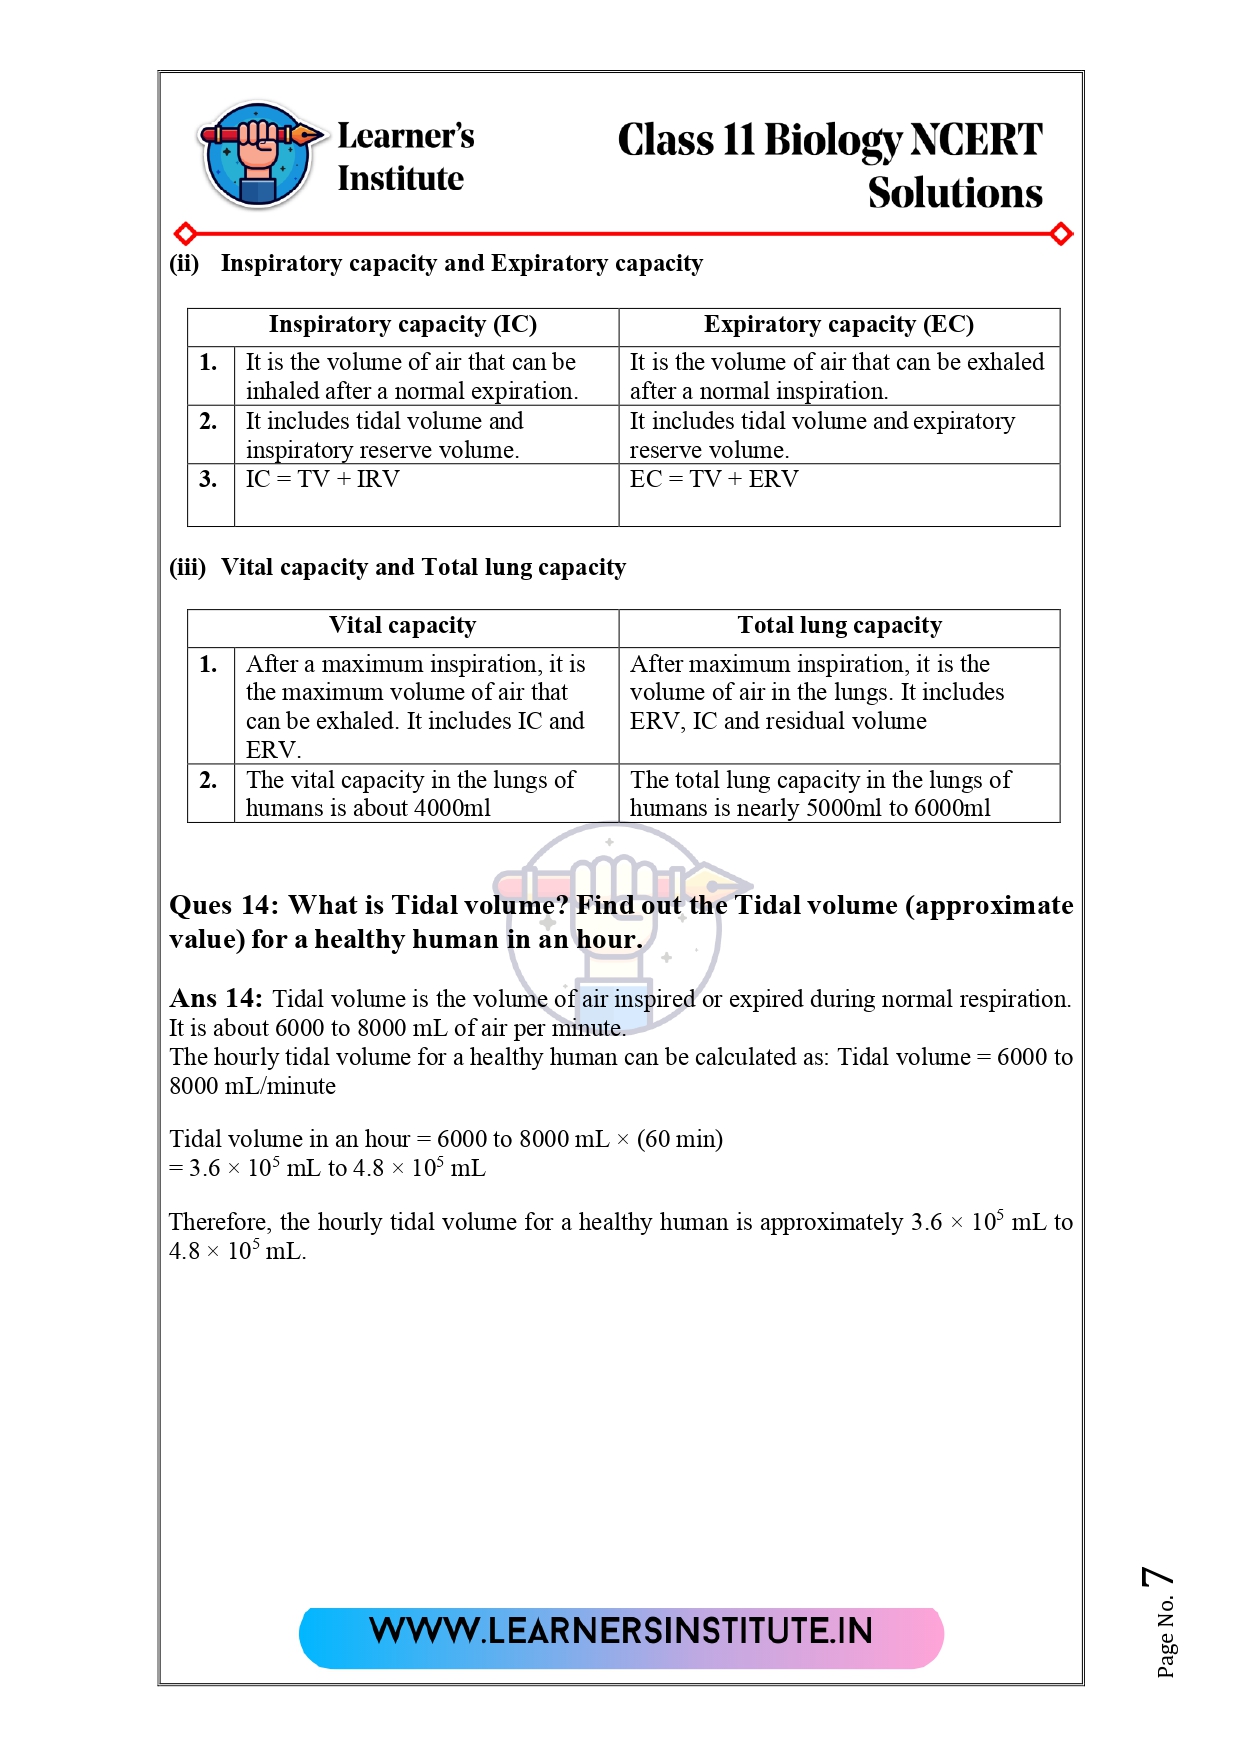 Learner's
Institute
Class 11 Biology NCERT
Solutions
(ii) Inspiratory capacity and Expiratory capacity
Inspiratory capacity (IC) Expiratory capacity (EC)
1. It is the volume of air that can be It is the volume of air that can be exhaled
inhaled after a normal expiration. after a normal inspiration.
2. It includes tidal volume and It includes tidal volume and expiratory
inspiratory reserve volume. reserve volume.
3. IC = TV + IRV EC = TV + ERV
(iii) Vital capacity and Total lung capacity
Vital capacity Total lung capacity
1. After a maximum inspiration, it is After maximum inspiration, it is the
the maximum volume of air that volume of air in the lungs. It includes
can be exhaled. It includes IC and ERV, IC and residual volume
ERV.
2. The vital capacity in the lungs of The total lung capacity in the lungs of
humans is about 4000ml humans is nearly 5000ml to 6000ml
Ques 14: What is Tidal volume? Find out the Tidal volume (approximate
value) for a healthy human in an hour.
Ans 14: Tidal volume is the volume of air inspired or expired during normal respiration.
It is about 6000 to 8000 mL of air per minute.
The hourly tidal volume for a healthy human can be calculated as: Tidal volume = 6000 to
8000 mL/minute
Tidal volume in an hour = 6000 to 8000 mL × (60 min)
= 3.6 × 10⁵ mL to 4.8 × 10⁵ mL
Therefore, the hourly tidal volume for a healthy human is approximately 3.6 × 10⁵ mL to
4.8 × 10⁵ mL.
WWW.LEARNERSINSTITUTE.IN
Page No. 7